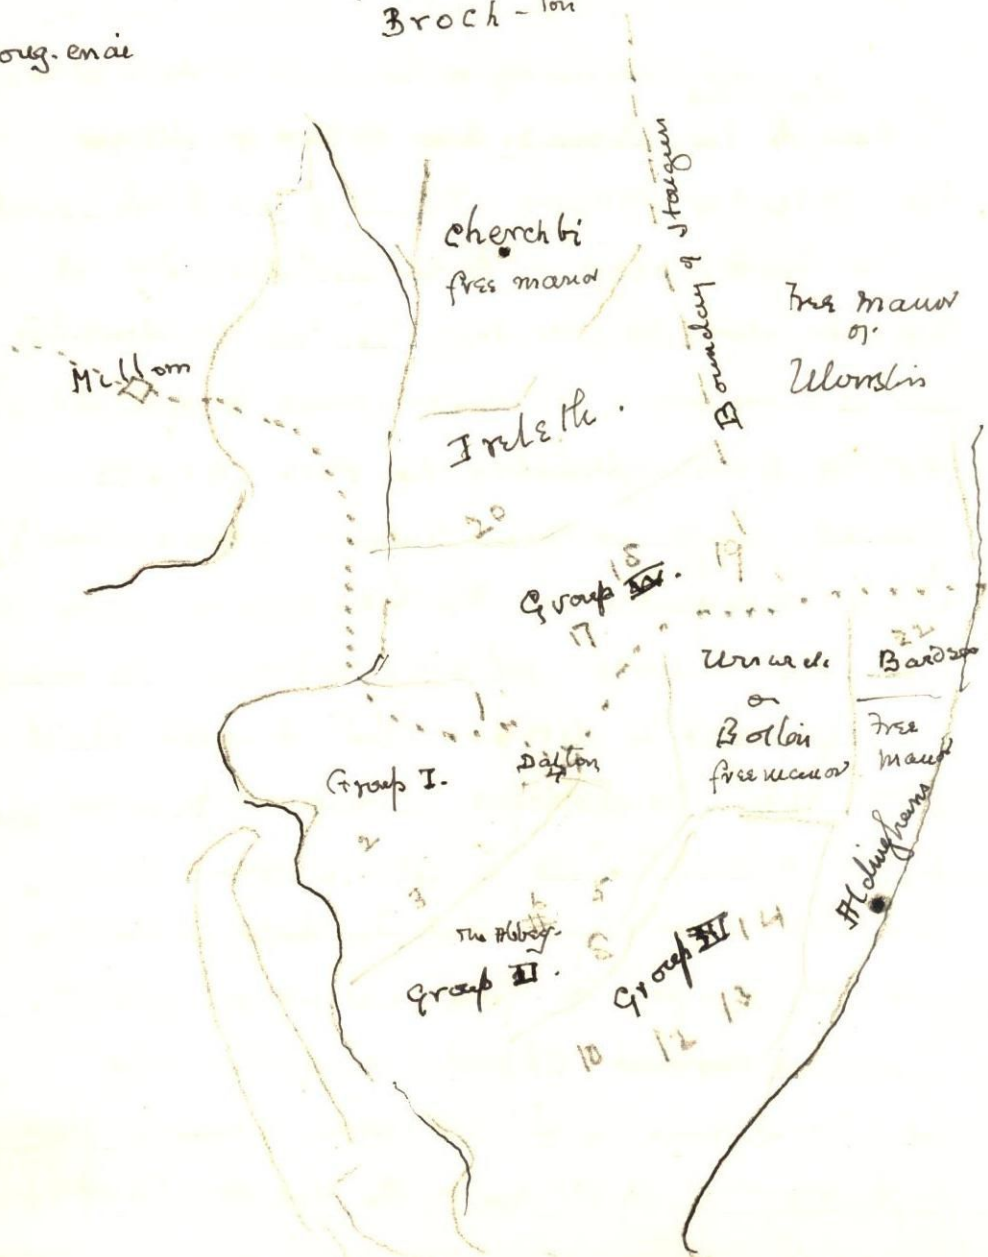 Broch-ton
oug. enai
Boundary of Staigun
Cherchbi
free manor
Free manor
of
Millom
Ireleth.
20
18
19
Group IV.
17
22
Urswick
or
Bolton
free manor
Bardsea
Free
manor
1
Dalton
Group I.
2
3
6
5
The Abbey.
8
Group II.
Group III
14
Aldingham
13
12
10